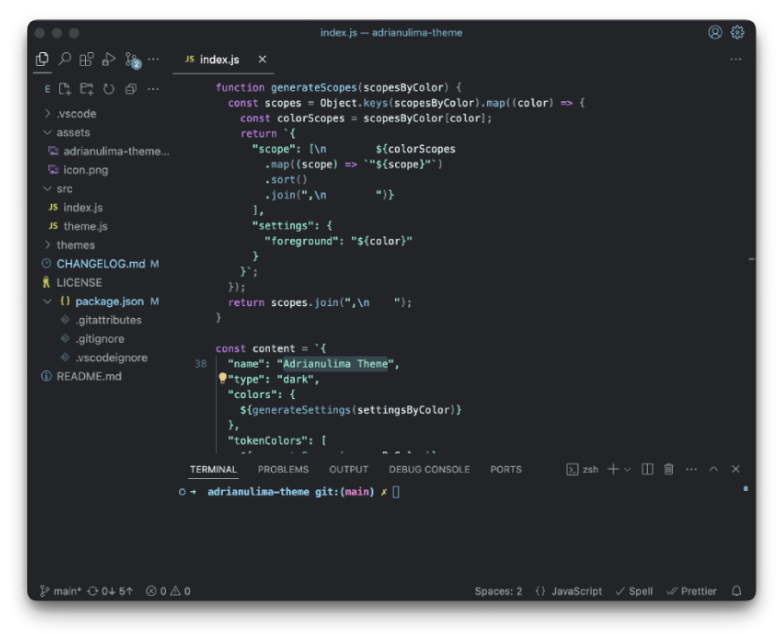 index.js — adrianulima-theme
2
JS index.js ×
E
.vscode
assets
adrianulima-theme...
icon.png
src
JS index.js
JS theme.js
themes
CHANGELOG.md M
LICENSE
{} package.json M
.gitattributes
.gitignore
.vscodeignore
README.md
function generateScopes(scopesByColor) {
const scopes = Object.keys(scopesByColor).map((color) => {
const colorScopes = scopesByColor[color];
return `{
"scope": [\n ${colorScopes
.map((scope) => `"${scope}"`)
.sort()
.join(",\n ")}
],
"settings": {
"foreground": "${color}"
}
}`;
});
return scopes.join(",\n ");
}
const content = `{
38 "name": "Adrianulima Theme",
"type": "dark",
"colors": {
${generateSettings(settingsByColor)}
},
"tokenColors": [
TERMINAL PROBLEMS OUTPUT DEBUG CONSOLE PORTS zsh
→ adrianulima-theme git:(main) ✗
main* 0↓ 5↑ 0 0 Spaces: 2 {} JavaScript Spell Prettier